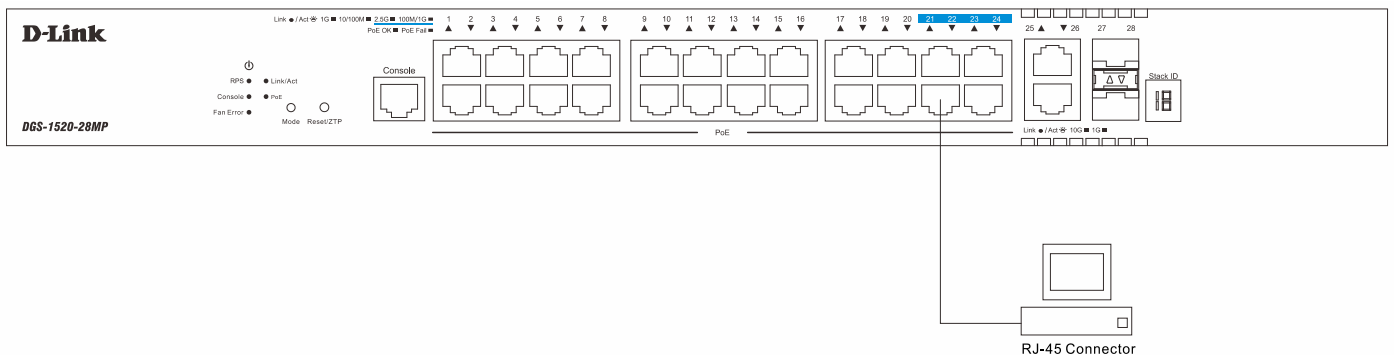 D-Link
DGS-1520-28MP
Link / Act 1G 10/100M 2.5G 100M/1G
PoE OK PoE Fail
RPS Link/Act
Console PoE
Fan Error
Mode Reset/ZTP
Console
1 2 3 4 5 6 7 8 9 10 11 12 13 14 15 16 17 18 19 20 21 22 23 24
PoE
25 26 27 28
Link / Act 10G 1G
Stack ID
RJ-45 Connector